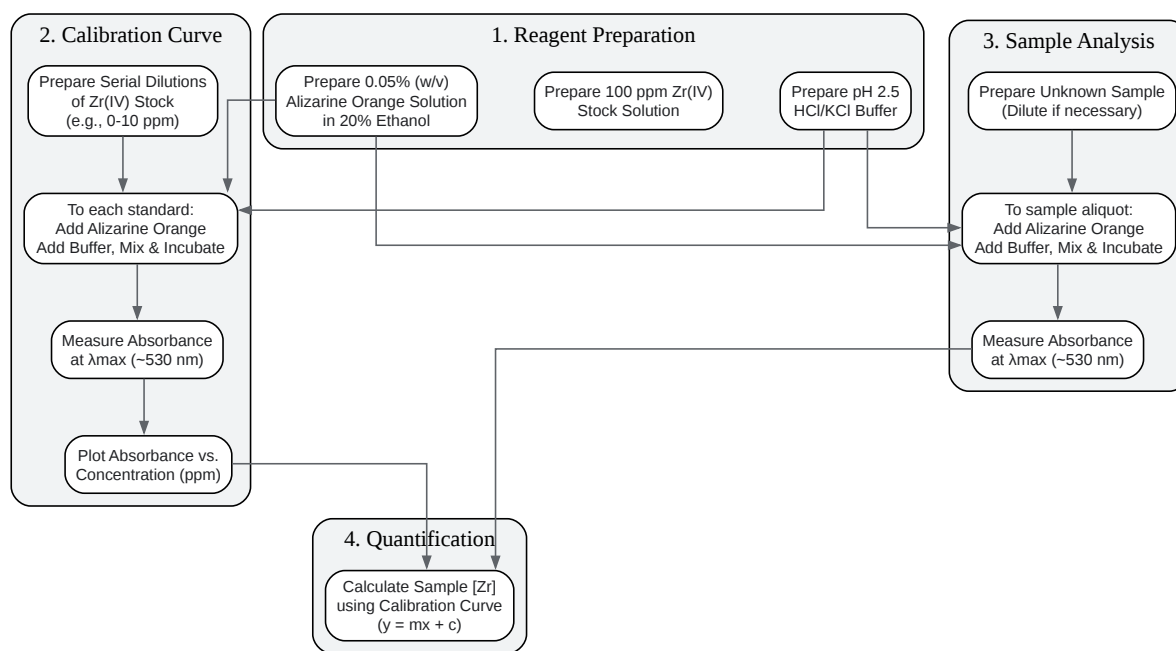 2. Calibration Curve
Prepare Serial Dilutions
of Zr(IV) Stock
(e.g., 0-10 ppm)
To each standard:
Add Alizarine Orange
Add Buffer, Mix & Incubate
Measure Absorbance
at λmax (~530 nm)
Plot Absorbance vs.
Concentration (ppm)
1. Reagent Preparation
Prepare 0.05% (w/v)
Alizarine Orange Solution
in 20% Ethanol
Prepare 100 ppm Zr(IV)
Stock Solution
Prepare pH 2.5
HCl/KCl Buffer
3. Sample Analysis
Prepare Unknown Sample
(Dilute if necessary)
To sample aliquot:
Add Alizarine Orange
Add Buffer, Mix & Incubate
Measure Absorbance
at λmax (~530 nm)
4. Quantification
Calculate Sample [Zr]
using Calibration Curve
(y = mx + c)